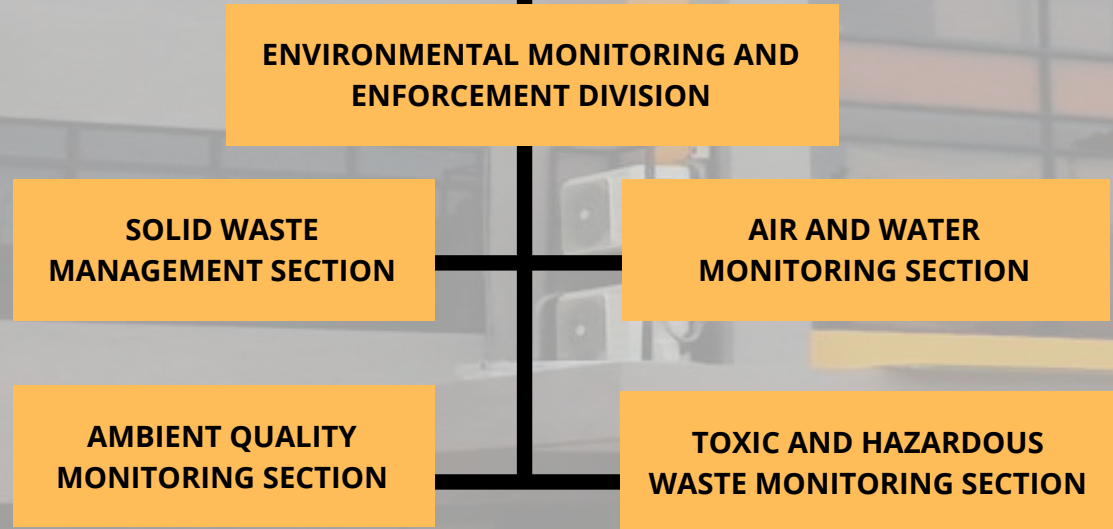 ENVIRONMENTAL MONITORING AND
ENFORCEMENT DIVISION
SOLID WASTE
MANAGEMENT SECTION
AIR AND WATER
MONITORING SECTION
AMBIENT QUALITY
MONITORING SECTION
TOXIC AND HAZARDOUS
WASTE MONITORING SECTION